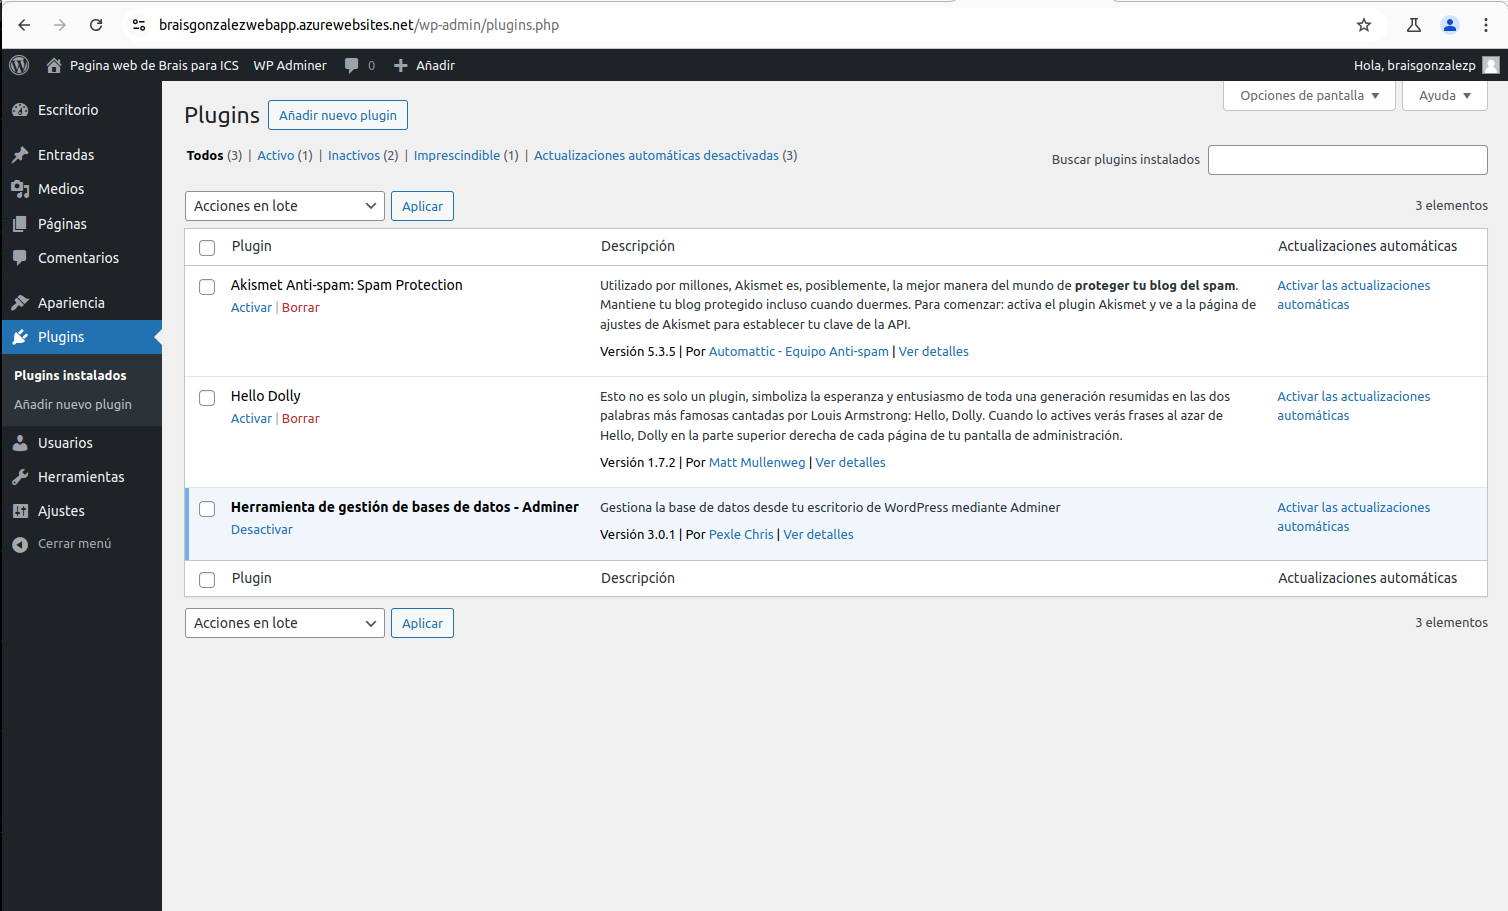 braisgonzalezwebapp.azurewebsites.net/wp-admin/plugins.php
Pagina web de Brais para ICS WP Adminer 0 Añadir Hola, braisgonzalezp
Escritorio
Entradas
Medios
Páginas
Comentarios
Apariencia
Plugins
Plugins instalados
Añadir nuevo plugin
Usuarios
Herramientas
Ajustes
Cerrar menú
Opciones de pantalla Ayuda
Plugins Añadir nuevo plugin
Todos (3) | Activo (1) | Inactivos (2) | Imprescindible (1) | Actualizaciones automáticas desactivadas (3)
Buscar plugins instalados
Acciones en lote Aplicar 3 elementos
Plugin Descripción Actualizaciones automáticas
Akismet Anti-spam: Spam Protection
Activar | Borrar
Utilizado por millones, Akismet es, posiblemente, la mejor manera del mundo de proteger tu blog del spam.
Mantiene tu blog protegido incluso cuando duermes. Para comenzar: activa el plugin Akismet y ve a la página de
ajustes de Akismet para establecer tu clave de la API.
Versión 5.3.5 | Por Automattic - Equipo Anti-spam | Ver detalles
Activar las actualizaciones
automáticas
Hello Dolly
Activar | Borrar
Esto no es solo un plugin, simboliza la esperanza y entusiasmo de toda una generación resumidas en las dos
palabras más famosas cantadas por Louis Armstrong: Hello, Dolly. Cuando lo actives verás frases al azar de
Hello, Dolly en la parte superior derecha de cada página de tu pantalla de administración.
Versión 1.7.2 | Por Matt Mullenweg | Ver detalles
Activar las actualizaciones
automáticas
Herramienta de gestión de bases de datos - Adminer
Desactivar
Gestiona la base de datos desde tu escritorio de WordPress mediante Adminer
Versión 3.0.1 | Por Pexle Chris | Ver detalles
Activar las actualizaciones
automáticas
Plugin Descripción Actualizaciones automáticas
Acciones en lote Aplicar 3 elementos